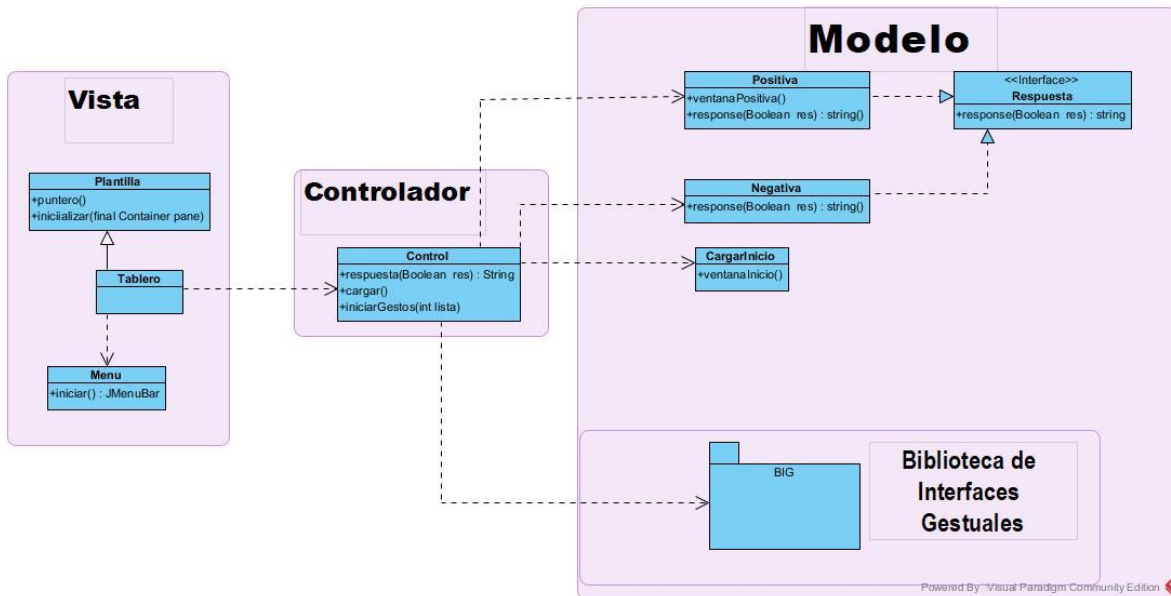 Vista
Plantilla
+puntero()
+iniciializar(final Container pane)
Tablero
Menu
+iniciar() : JMenuBar
Controlador
Control
+respuesta(Boolean res) : String
+cargar()
+iniciarGestos(int lista)
Modelo
Positiva
+ventanaPositiva()
+response(Boolean res) : string()
<<Interface>>
Respuesta
+response(Boolean res) : string
Negativa
+response(Boolean res) : string()
CargarInicio
+ventanaInicio()
BIG
Biblioteca de
Interfaces
Gestuales
Powered By Visual Paradigm Community Edition